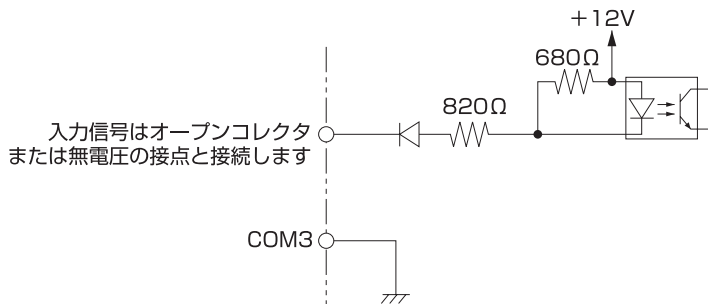 +12V
680Ω
820Ω
入力信号はオープンコレクタ
または無電圧の接点と接続します
COM3